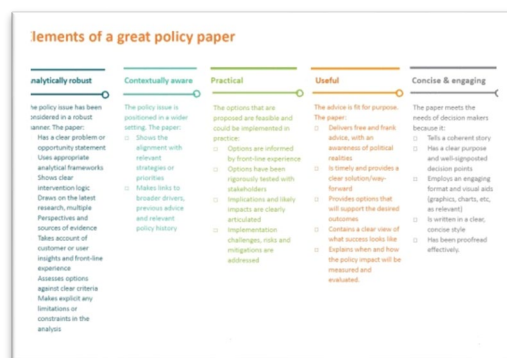 lements of a great policy paper
nalytically robust
he policy issue has been
nsidered in a robust
anner. The paper:
Has a clear problem or
opportunity statement
Uses appropriate
analytical frameworks
Shows clear
intervention logic
Draws on the latest
research, multiple
Perspectives and
sources of evidence
Takes account of
customer or user
insights and front-line
experience
Assesses options
against clear criteria
Makes explicit any
limitations or
constraints in the
analysis
Contextually aware
The policy issue is
positioned in a wider
setting. The paper:
Shows the
alignment with
relevant
strategies or
priorities
Makes links to
broader drivers,
previous advice
and relevant
policy history
Practical
The options that are
proposed are feasible and
could be implemented in
practice:
Options are informed
by front-line experience
Options have been
rigorously tested with
stakeholders
Implications and likely
impacts are clearly
articulated
Implementation
challenges, risks and
mitigations are
addressed
Useful
The advice is fit for purpose.
The paper:
Delivers free and frank
advice, with an
awareness of political
realities
Is timely and provides a
clear solution/way-
forward
Provides options that
will support the desired
outcomes
Contains a clear view of
what success looks like
Explains when and how
the policy impact will be
measured and
evaluated.
Concise & engaging
The paper meets the
needs of decision makers
because it:
Tells a coherent story
Has a clear purpose
and well-signposted
decision points
Employs an engaging
format and visual aids
(graphics, charts, etc,
as relevant)
Is written in a clear,
concise style
Has been proofread
effectively.